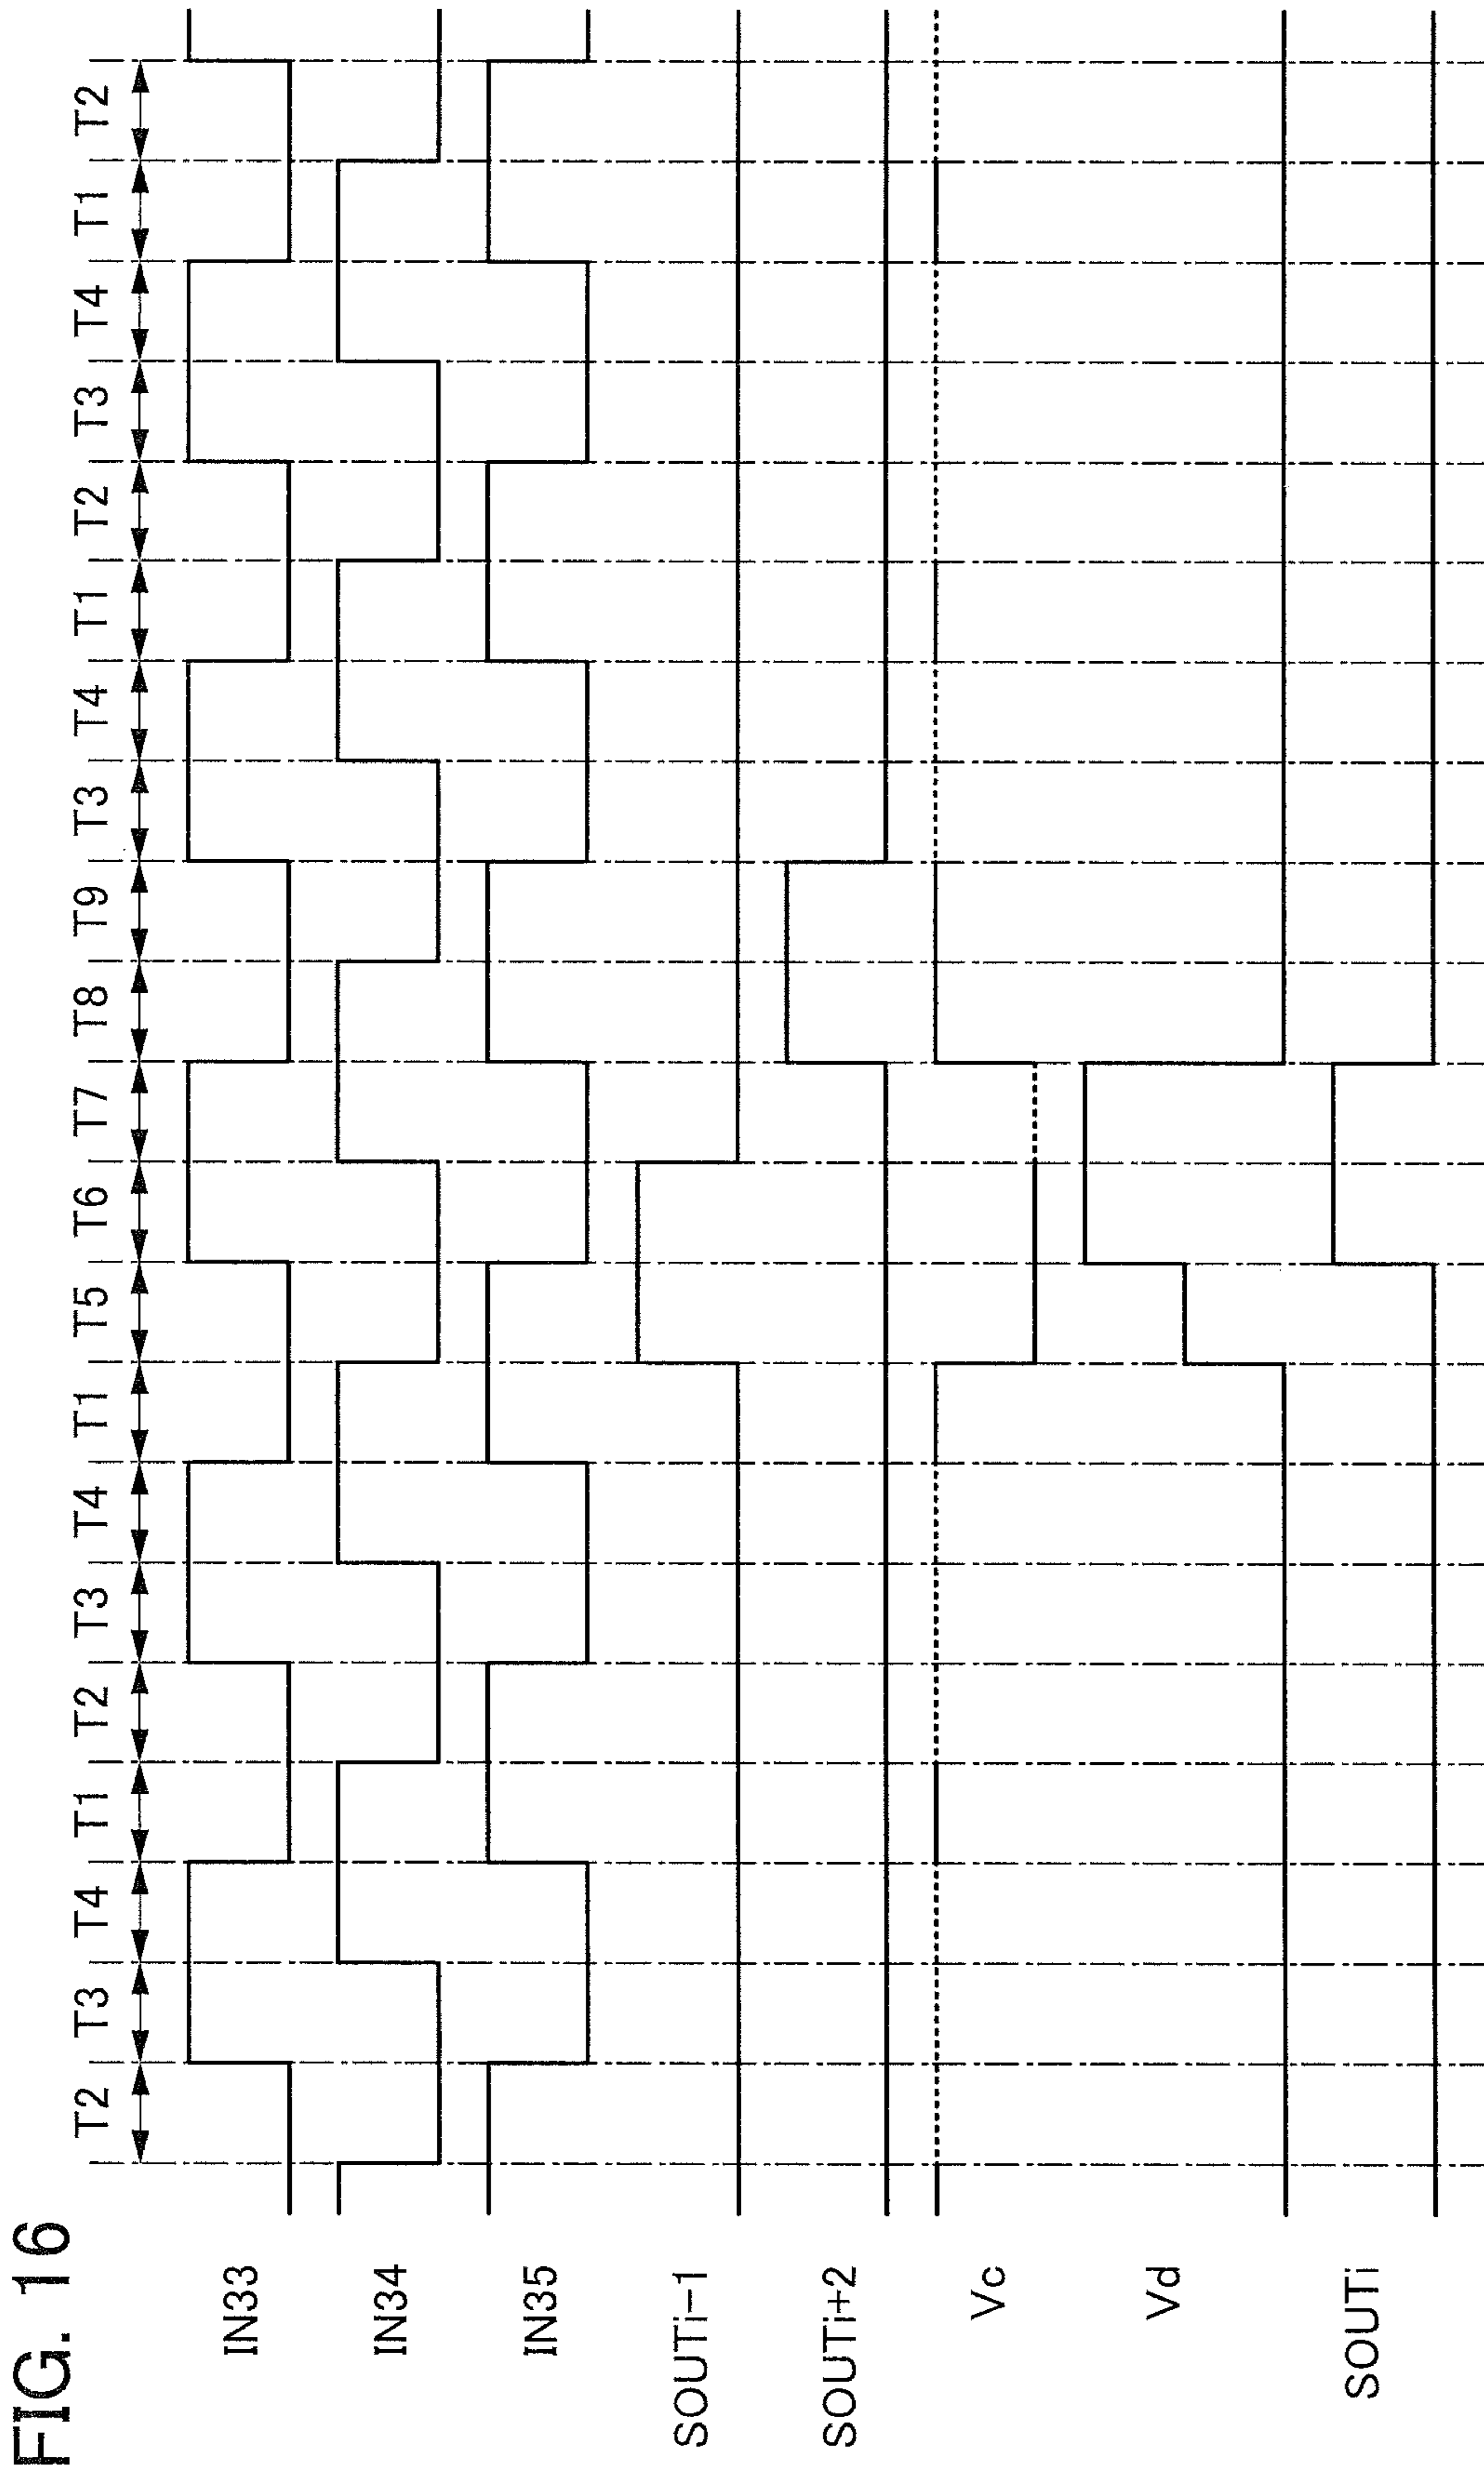 FIG. 16
T2 T3 T4 T1 T2 T3 T4 T1 T5 T6 T7 T8 T9 T3 T4 T1 T2 T3 T4 T1 T2
IN33
IN34
IN35
SOUTi-1
SOUTi+2
Vc
Vd
SOUTi